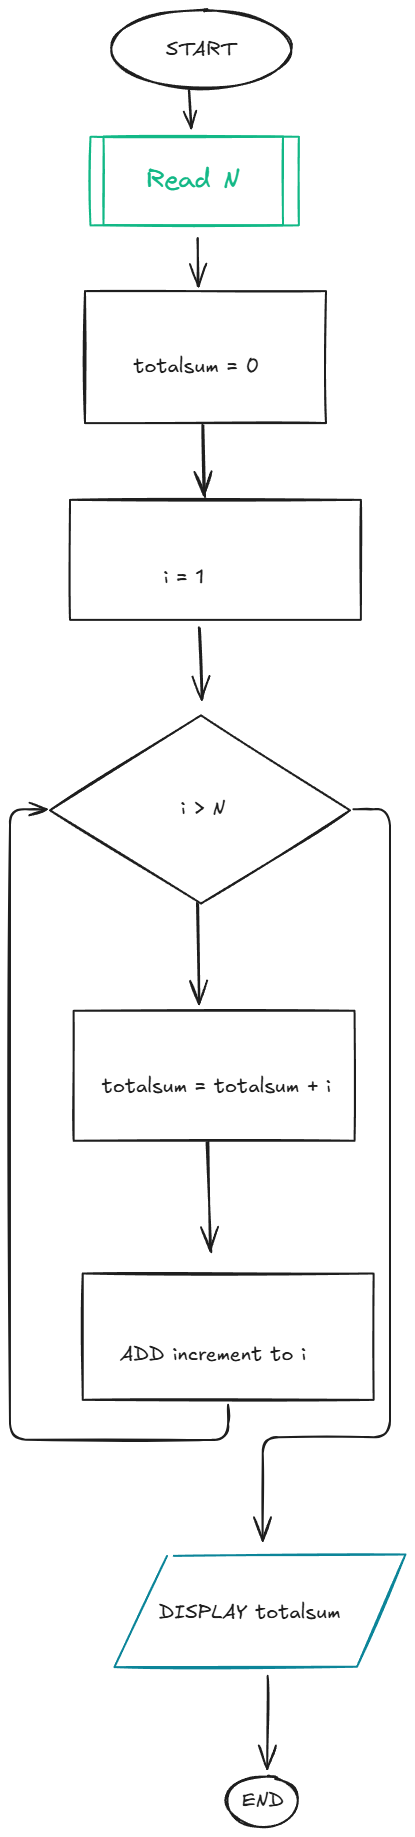 START
Read N
totalsum = 0
i = 1
i > N
totalsum = totalsum + i
ADD increment to i
DISPLAY totalsum
END